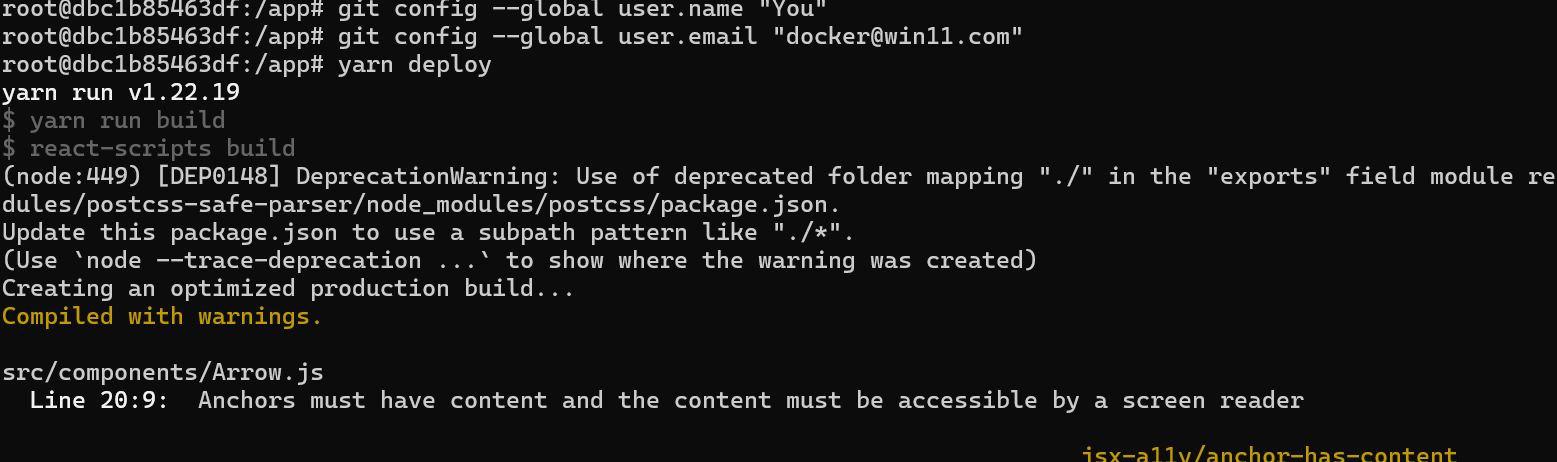 root@dbc1b85463df:/app# git config --global user.name "You"
root@dbc1b85463df:/app# git config --global user.email "docker@win11.com"
root@dbc1b85463df:/app# yarn deploy
yarn run v1.22.19
$ yarn run build
$ react-scripts build
(node:449) [DEP0148] DeprecationWarning: Use of deprecated folder mapping "./" in the "exports" field module re
dules/postcss-safe-parser/node_modules/postcss/package.json.
Update this package.json to use a subpath pattern like "./*".
(Use `node --trace-deprecation ...` to show where the warning was created)
Creating an optimized production build...
Compiled with warnings.
src/components/Arrow.js
Line 20:9:  Anchors must have content and the content must be accessible by a screen reader
jsx-a11y/anchor-has-content